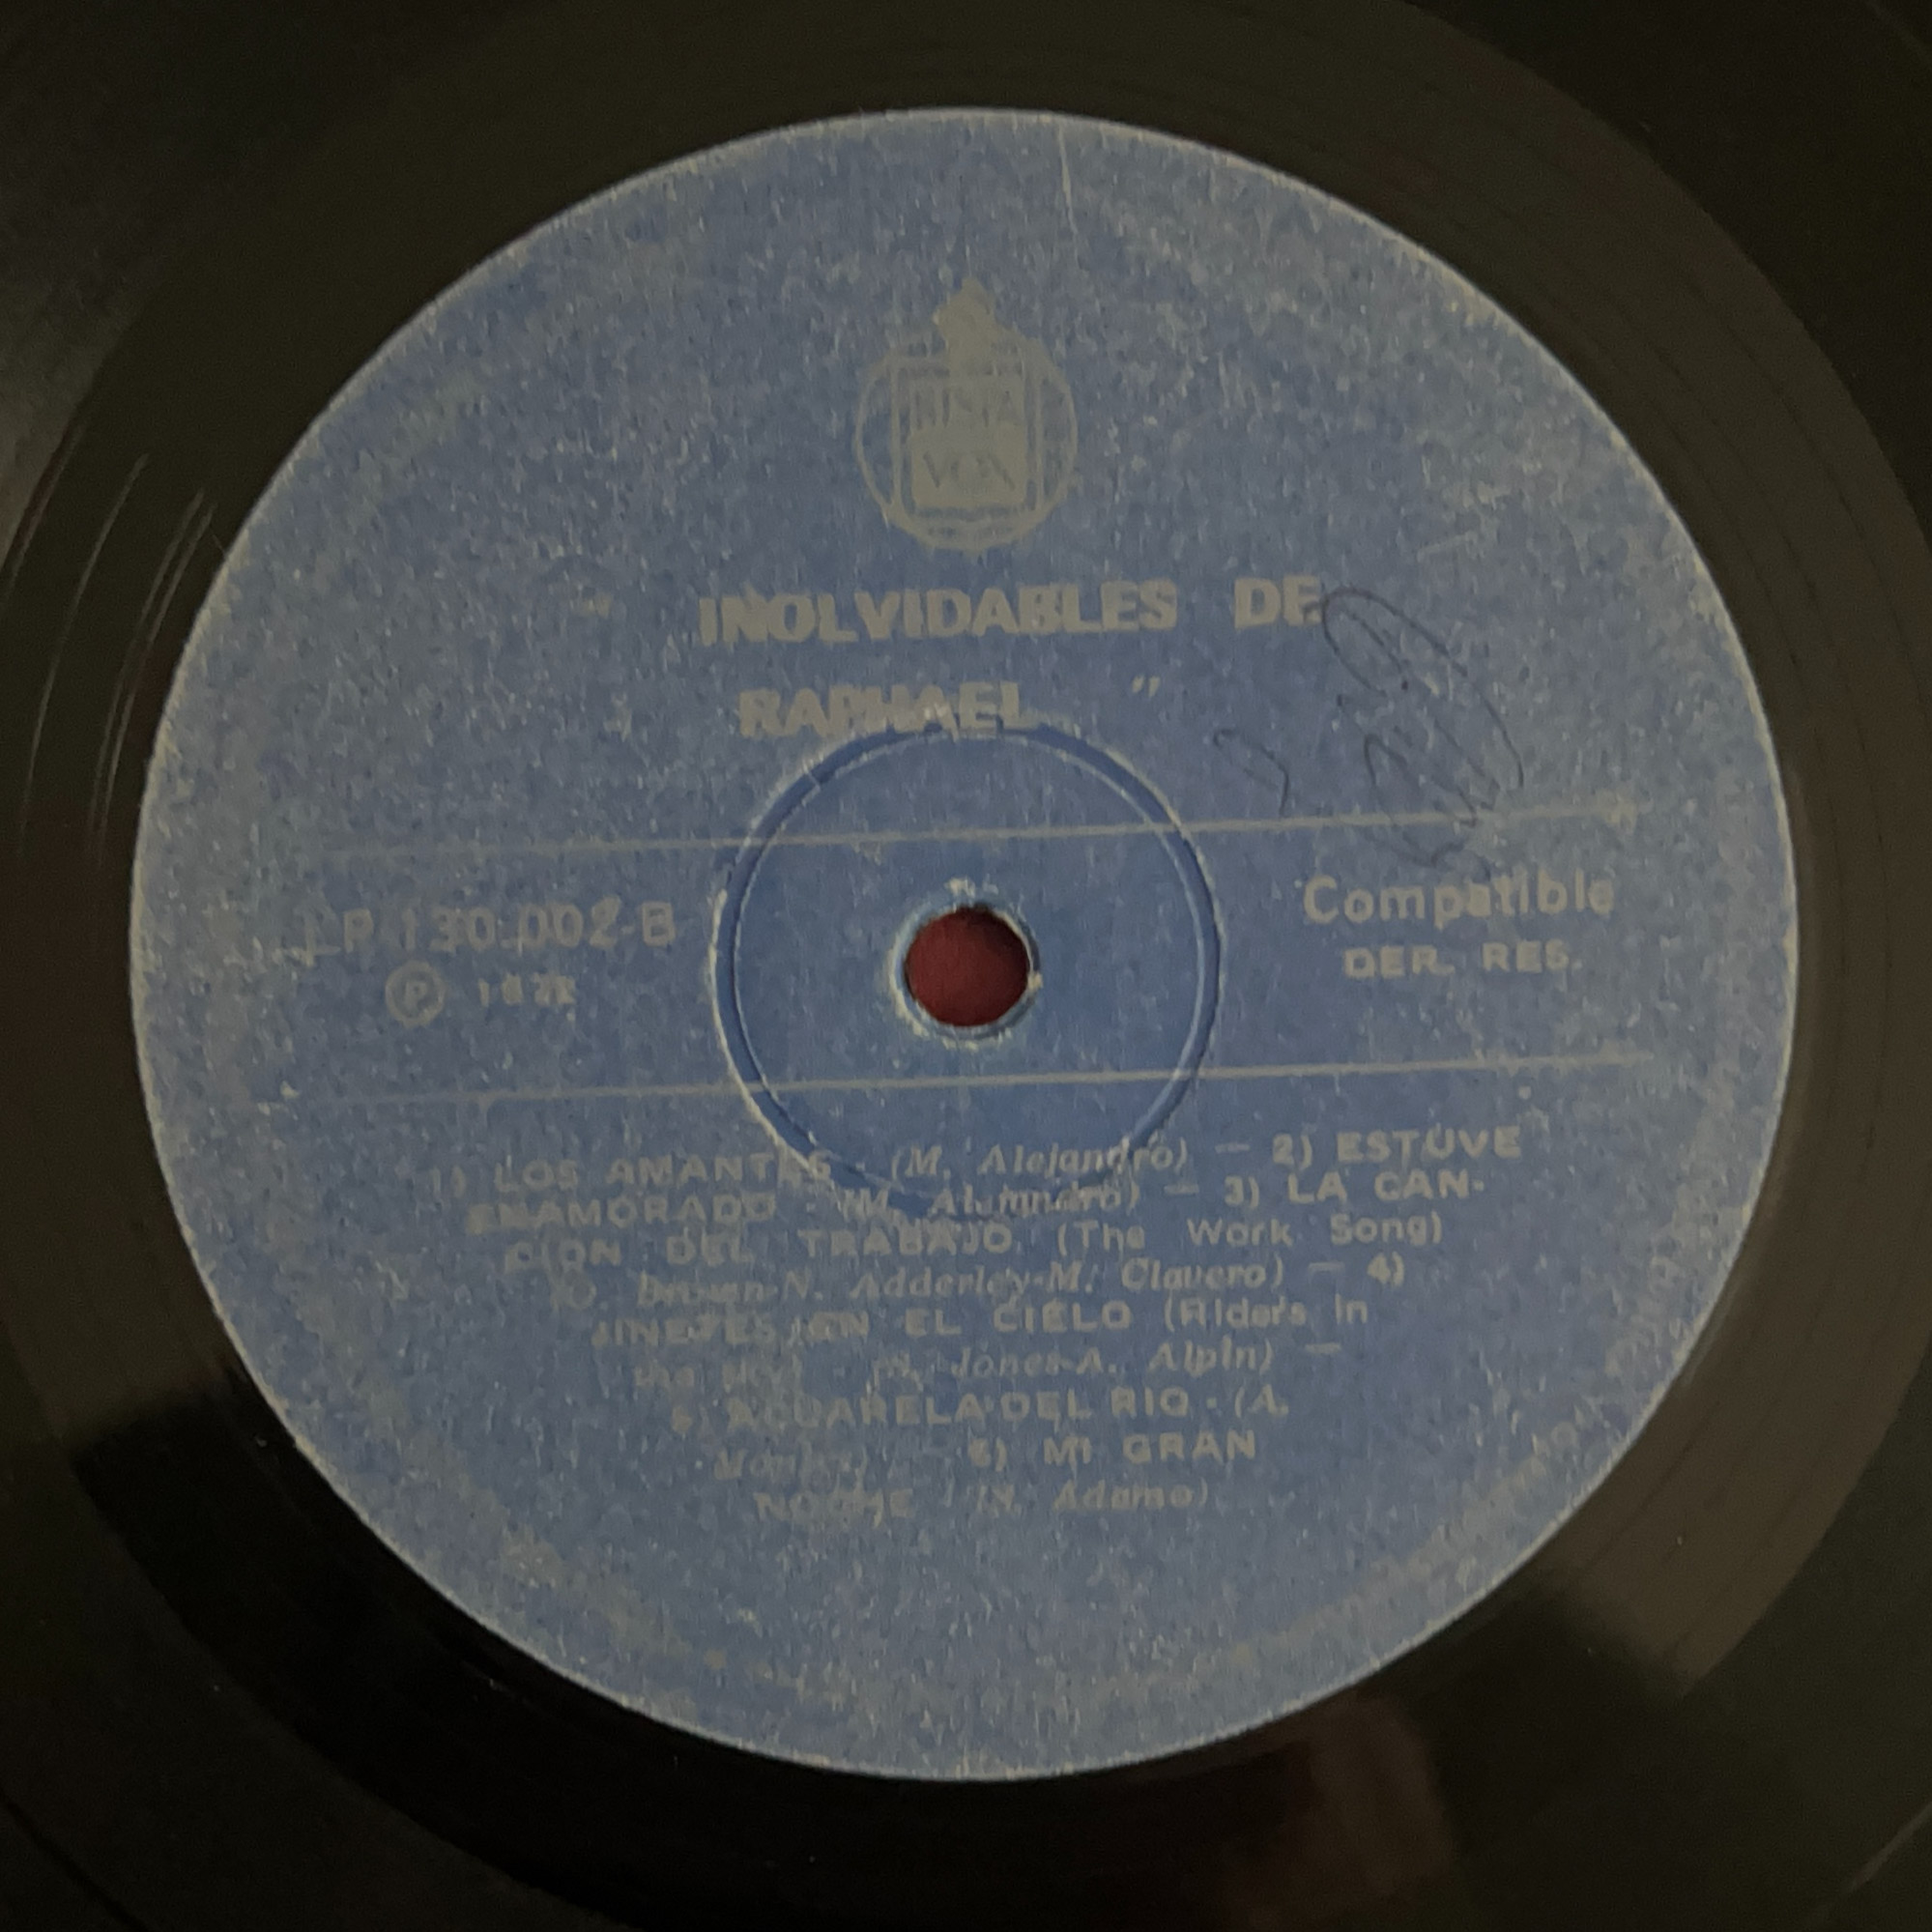 VOX
" INOLVIDABLES DE
RAPHAEL "
LP 130.002-B
Ⓟ
Compatible
DER. RES.
1) LOS AMANTES - (M. Alejandro) — 2) ESTUVE
ENAMORADO - (M. Alejandro) — 3) LA CAN-
CION DEL TRABAJO (The Work Song)
Adderley-M. Clavero) — 4)
JINETES EN EL CIELO (Riders in
the Jones-A. Alpin) —
ACUARELA DEL RIO - (A.
6) MI GRAN
NOCHE Adamo)